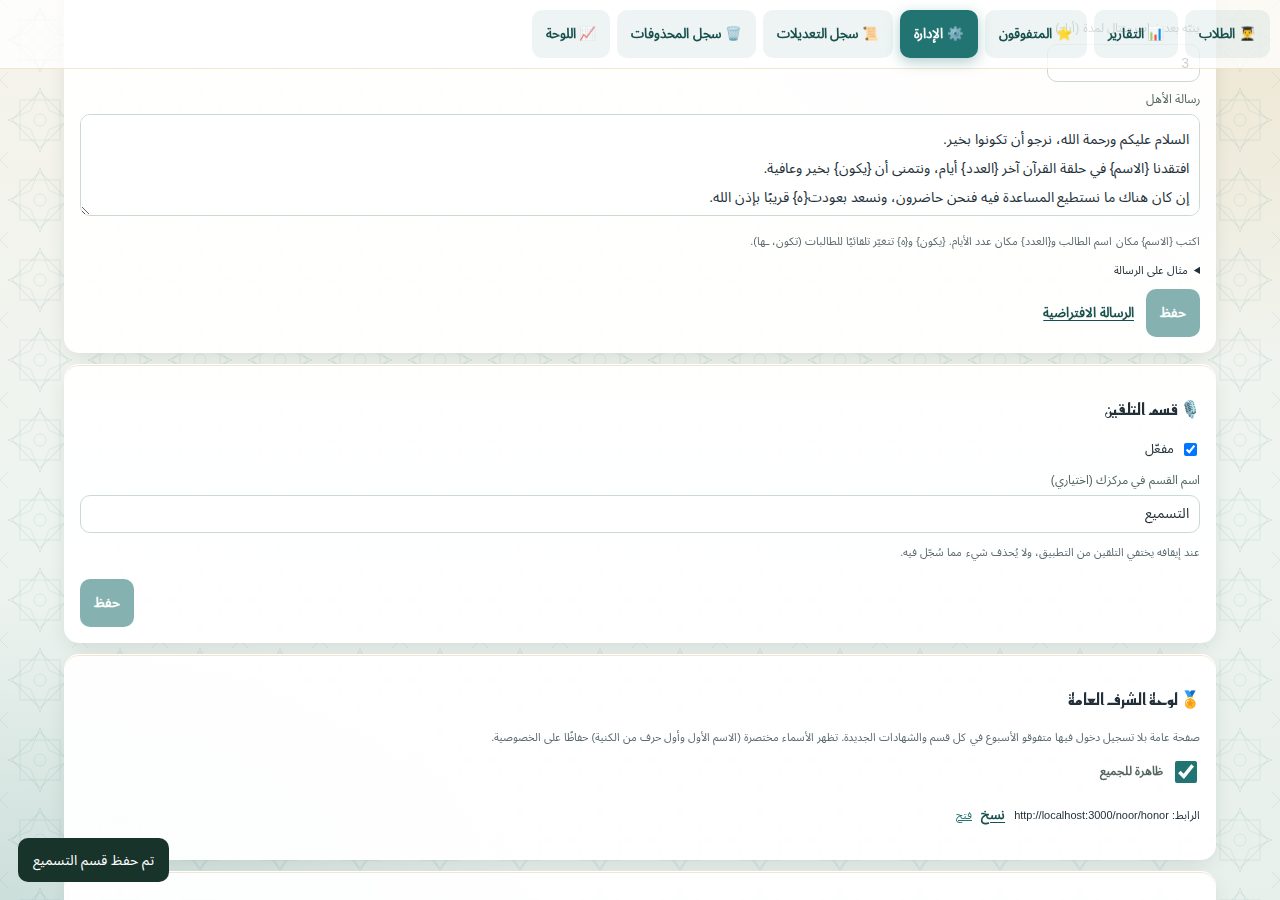 👨‍🎓 الطلاب
📊 التقارير
⭐ المتفوقون
⚙️ الإدارة
📜 سجل التعديلات
🗑️ سجل المحذوفات
📈 اللوحة
3
رسالة الأهل
السلام عليكم ورحمة الله، نرجو أن تكونوا بخير.
افتقدنا {الاسم} في حلقة القرآن آخر {العدد} أيام، ونتمنى أن {يكون} بخير وعافية.
إن كان هناك ما نستطيع المساعدة فيه فنحن حاضرون، ونسعد بعودت{ه} قريبًا بإذن الله.
اكتب {الاسم} مكان اسم الطالب و{العدد} مكان عدد الأيام. {يكون} و{ه} تتغيّر تلقائيًا للطالبات (تكون، ـها).
مثال على الرسالة
حفظ
الرسالة الافتراضية
🎙️ قسم التلقين
مفعّل
اسم القسم في مركزك (اختياري)
التسميع
عند إيقافه يختفي التلقين من التطبيق، ولا يُحذف شيء مما سُجّل فيه.
حفظ
🏅 لوحة الشرف العامة
صفحة عامة بلا تسجيل دخول فيها متفوقو الأسبوع في كل قسم والشهادات الجديدة. تظهر الأسماء مختصرة (الاسم الأول وأول حرف من الكنية) حفاظًا على الخصوصية.
ظاهرة للجميع
الرابط: http://localhost:3000/noor/honor نسخ فتح
تم حفظ قسم التسميع